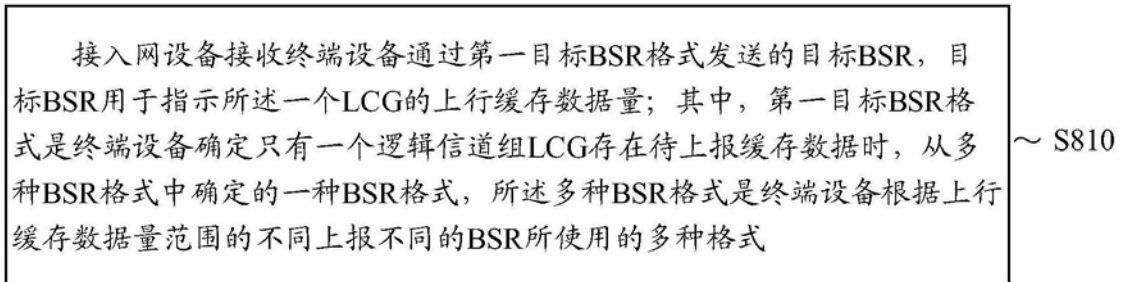 接入网设备接收终端设备通过第一目标BSR格式发送的目标BSR，目
标BSR用于指示所述一个LCG的上行缓存数据量；其中，第一目标BSR格
式是终端设备确定只有一个逻辑信道组LCG存在待上报缓存数据时，从多
种BSR格式中确定的一种BSR格式，所述多种BSR格式是终端设备根据上行
缓存数据量范围的不同上报不同的BSR所使用的多种格式
～ S810